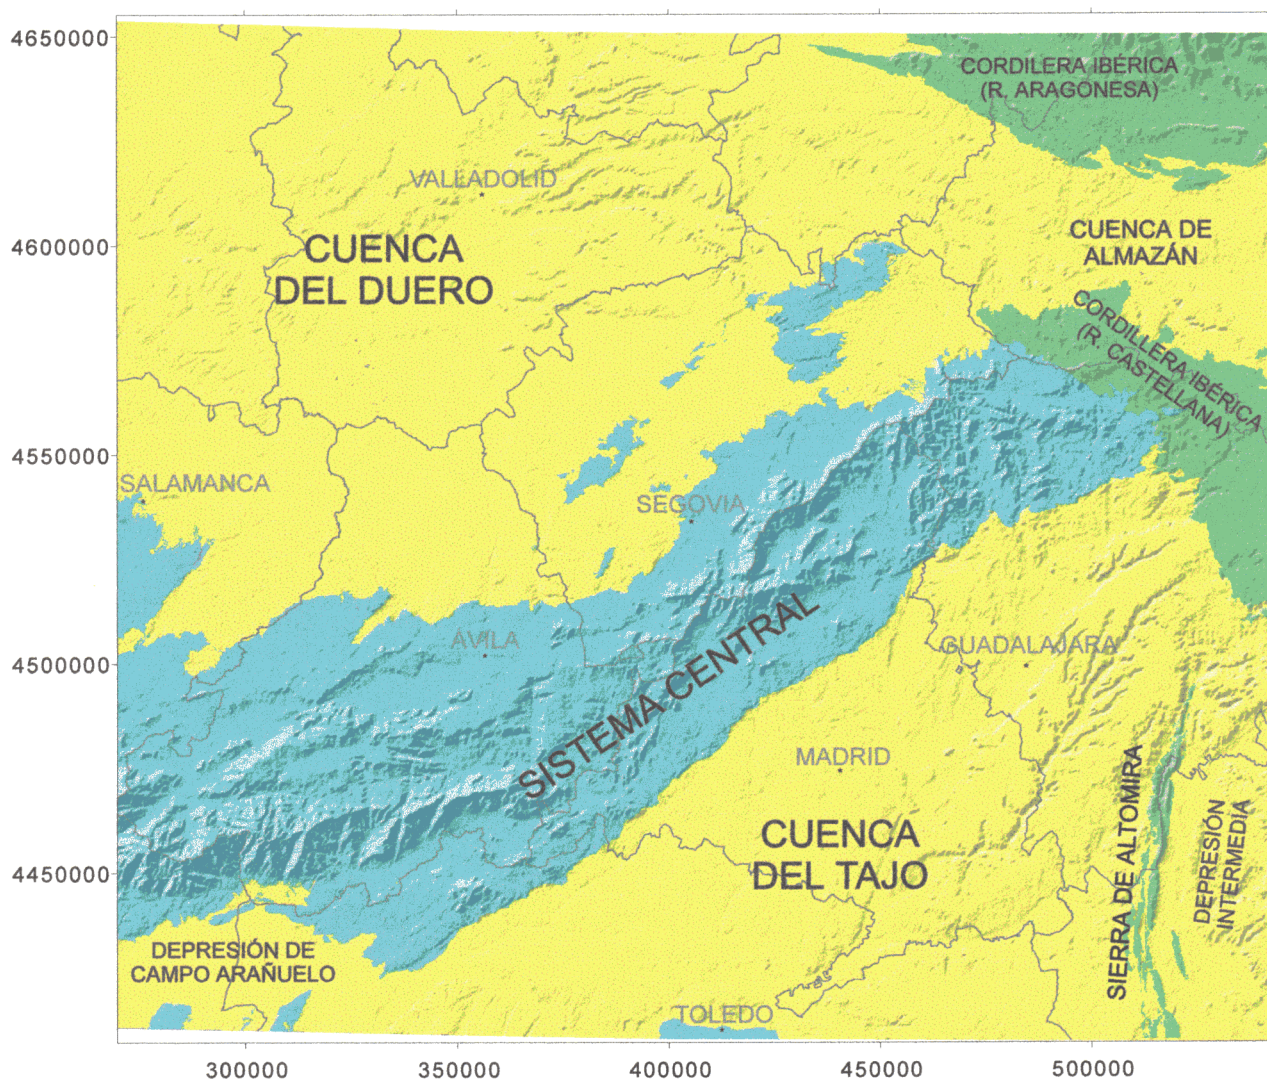 4650000
CORDILERA IBÉRICA
(R. ARAGONESA)
VALLADOLID
4600000
CUENCA
DEL DUERO
CUENCA DE
ALMAZÁN
CORDILLERA IBÉRICA
(R. CASTELLANA)
4550000
SALAMANCA
SEGOVIA
ÁVILA
SISTEMA CENTRAL
4500000
GUADALAJARA
MADRID
CUENCA
DEL TAJO
SIERRA DE ALTOMIRA
DEPRESIÓN
INTERMEDIA
4450000
DEPRESIÓN DE
CAMPO ARAÑUELO
TOLEDO
300000
350000
400000
450000
500000